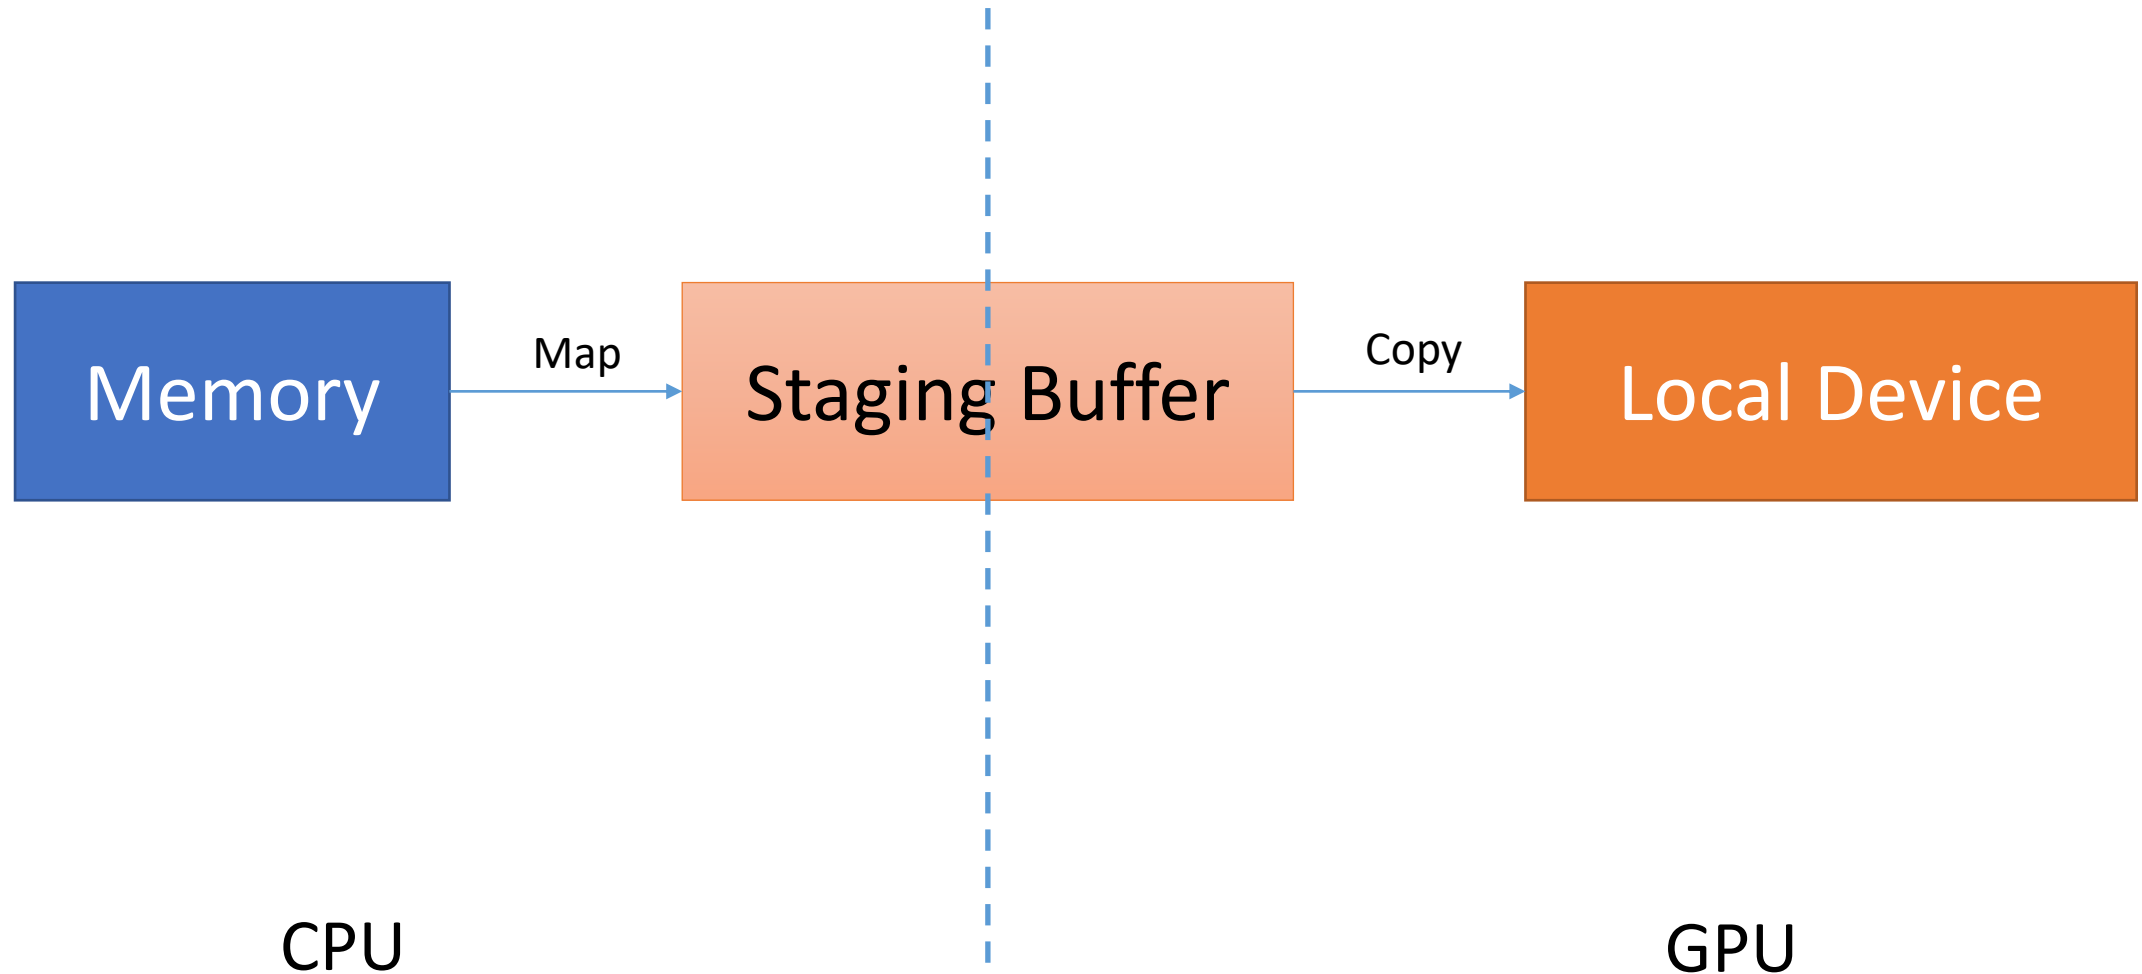 Memory
Map
Staging Buffer
Copy
Local Device
CPU
GPU